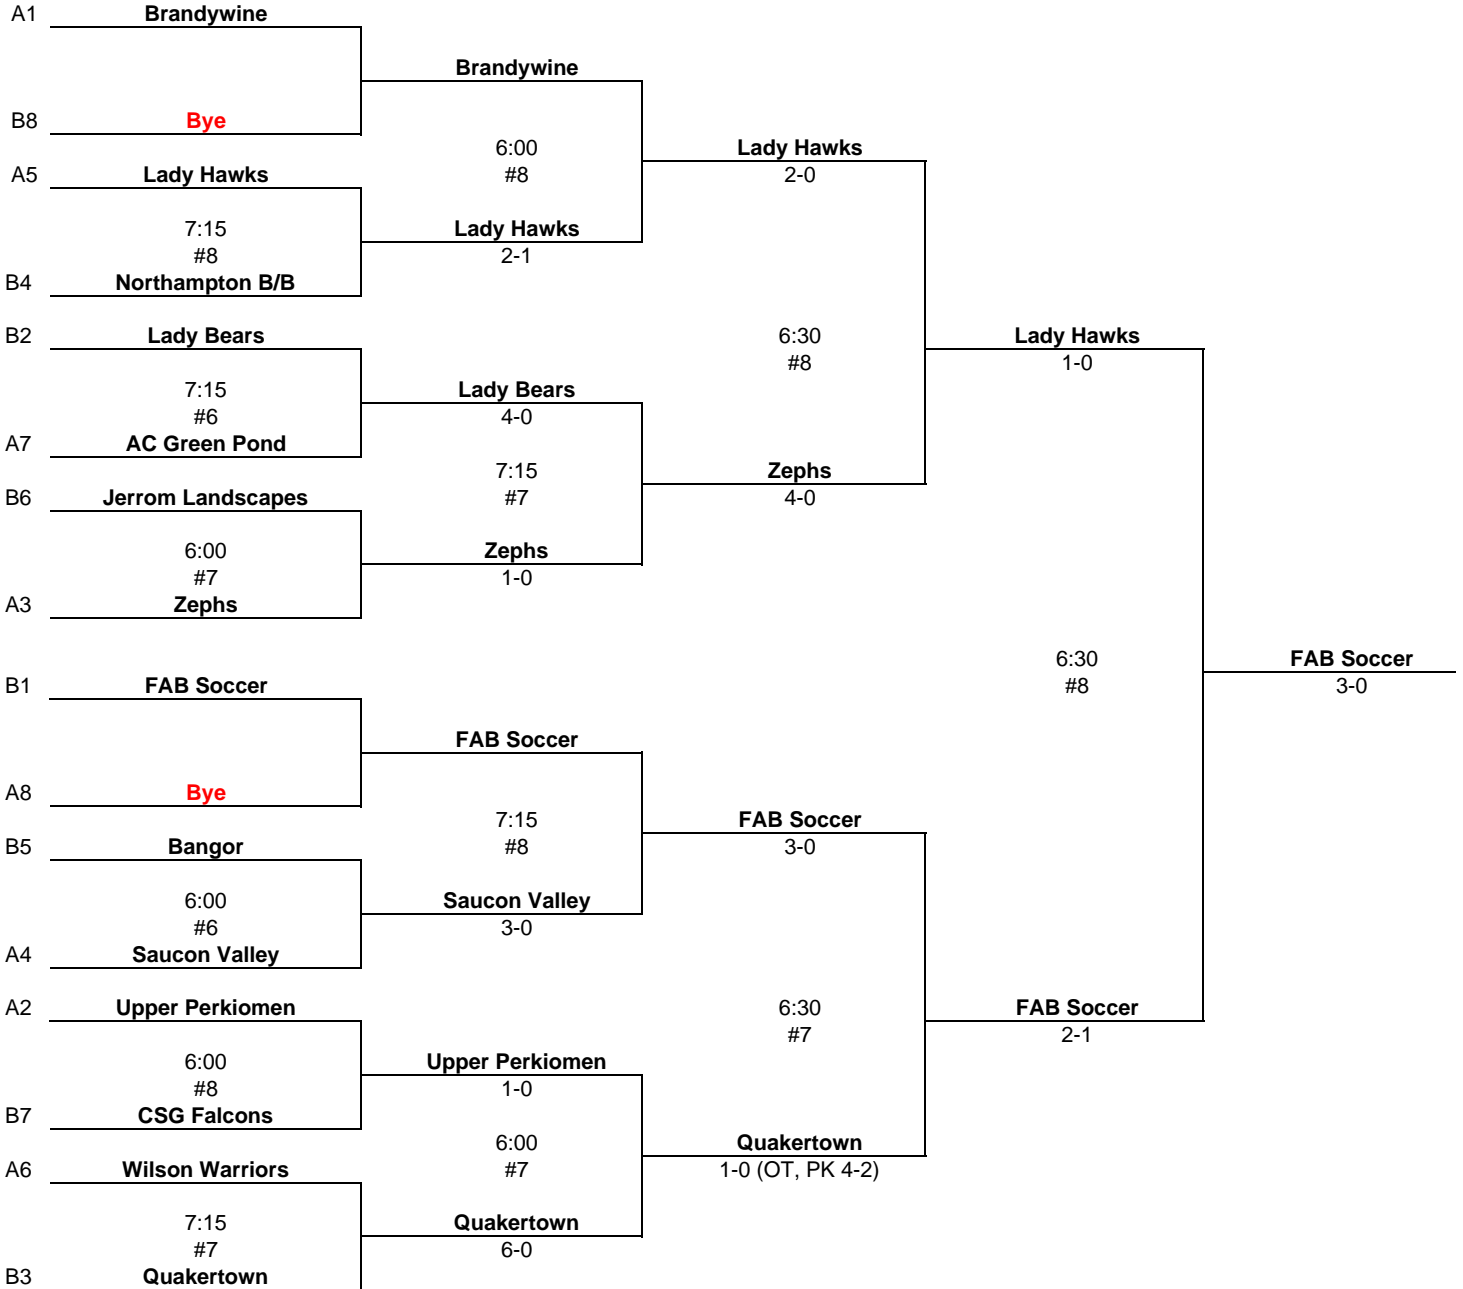 A1 Brandywine
Brandywine
B8 Bye
6:00
#8
Lady Hawks
2-0
A5 Lady Hawks
7:15
#8
Lady Hawks
2-1
B4 Northampton B/B
B2 Lady Bears
6:30
#8
Lady Hawks
1-0
7:15
#6
Lady Bears
4-0
A7 AC Green Pond
7:15
#7
Zephs
4-0
B6 Jerrom Landscapes
6:00
#7
Zephs
1-0
A3 Zephs
6:30
#8
FAB Soccer
3-0
B1 FAB Soccer
FAB Soccer
A8 Bye
7:15
#8
FAB Soccer
3-0
B5 Bangor
6:00
#6
Saucon Valley
3-0
A4 Saucon Valley
A2 Upper Perkiomen
6:30
#7
FAB Soccer
2-1
6:00
#8
Upper Perkiomen
1-0
B7 CSG Falcons
6:00
#7
Quakertown
1-0 (OT, PK 4-2)
A6 Wilson Warriors
7:15
#7
Quakertown
6-0
B3 Quakertown